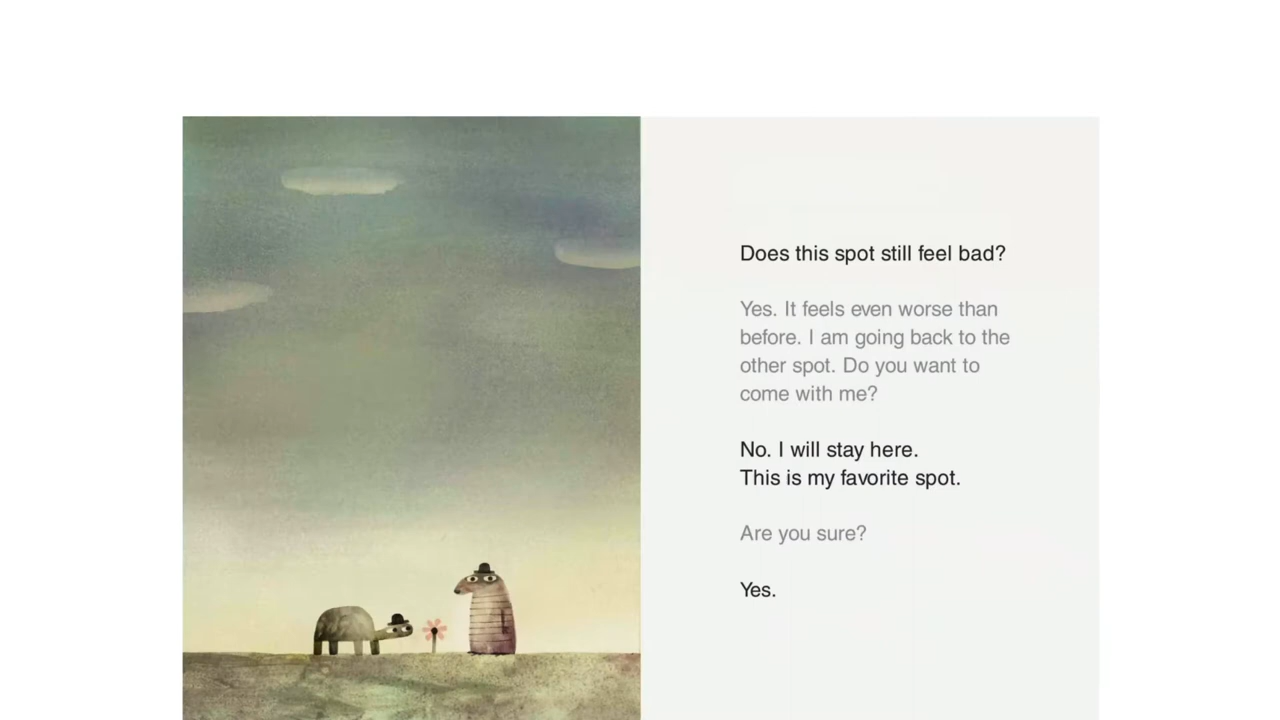 Does this spot still feel bad?
Yes. It feels even worse than
before. I am going back to the
other spot. Do you want to
come with me?
No. I will stay here.
This is my favorite spot.
Are you sure?
Yes.